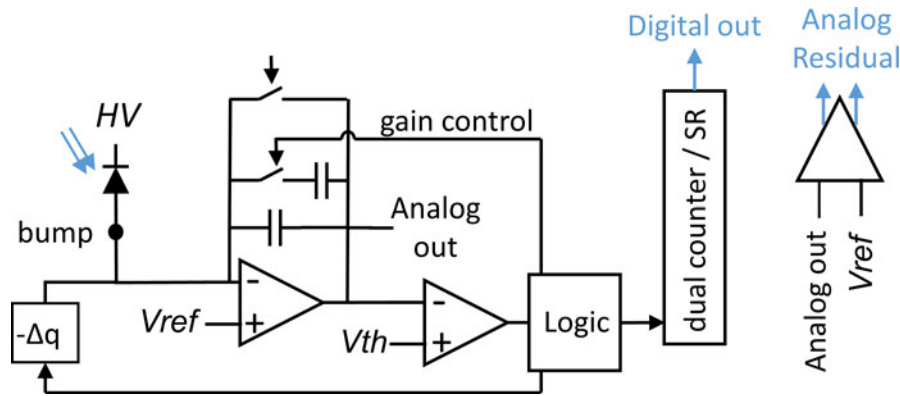 Digital out
Analog
Residual
HV
gain control
bump
Analog
out
-
+
Vref
-
+
Vth
-Δq
Logic
dual counter / SR
Analog out
Vref